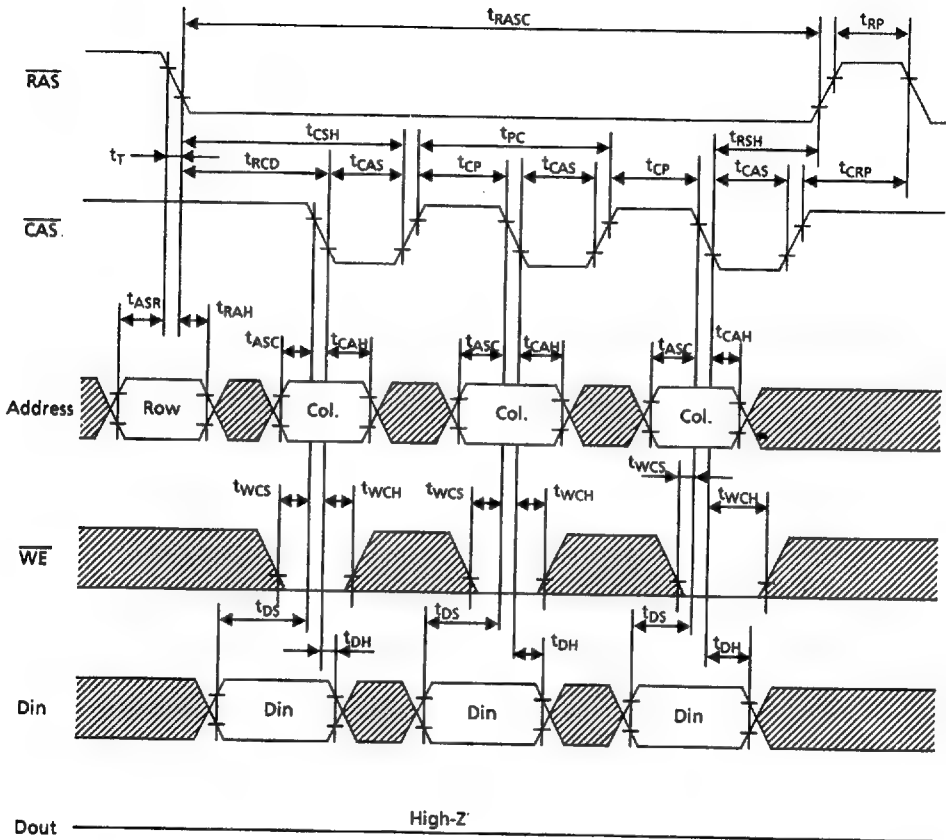 tRASC tRP
RAS
tCSH tPC tRSH
tT tRCD tCAS tCP tCAS tCP tCAS tCRP
CAS
tASR tRAH tASC tCAH tASC tCAH tASC tCAH
Address Row Col. Col. Col.
tWCS tWCH tWCS tWCH tWCS tWCH
WE
tDS tDH tDS tDH tDS tDH
Din Din Din Din
Dout High-Z